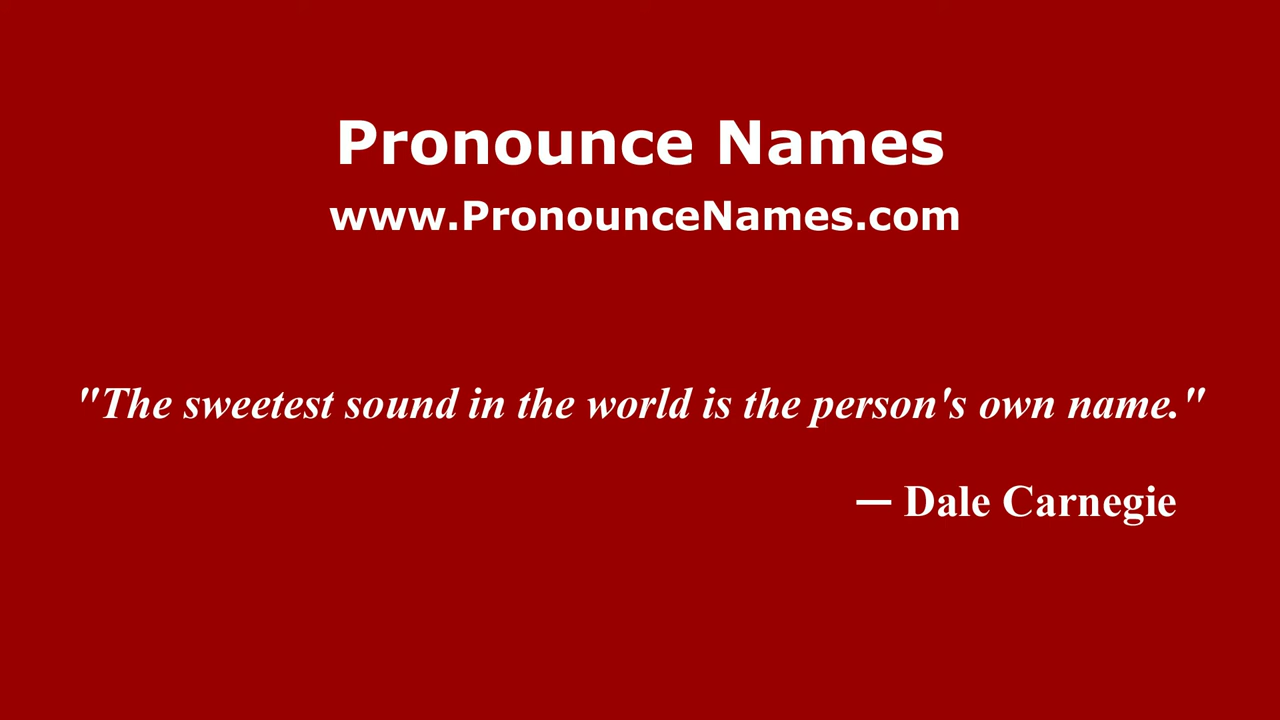 Pronounce Names
www.PronounceNames.com
"The sweetest sound in the world is the person's own name."
— Dale Carnegie